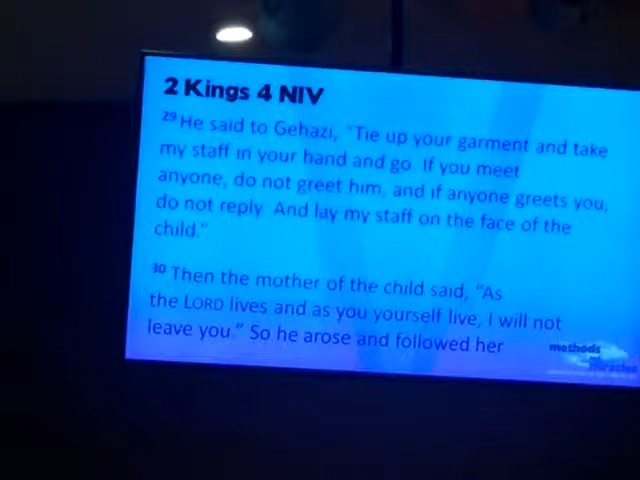 2 Kings 4 NIV
29 He said to Gehazi, "Tie up your garment and take
my staff in your hand and go. If you meet
anyone, do not greet him, and if anyone greets you,
do not reply. And lay my staff on the face of the
child."
30 Then the mother of the child said, "As
the LORD lives and as you yourself live, I will not
leave you." So he arose and followed her
methods
and
miracles